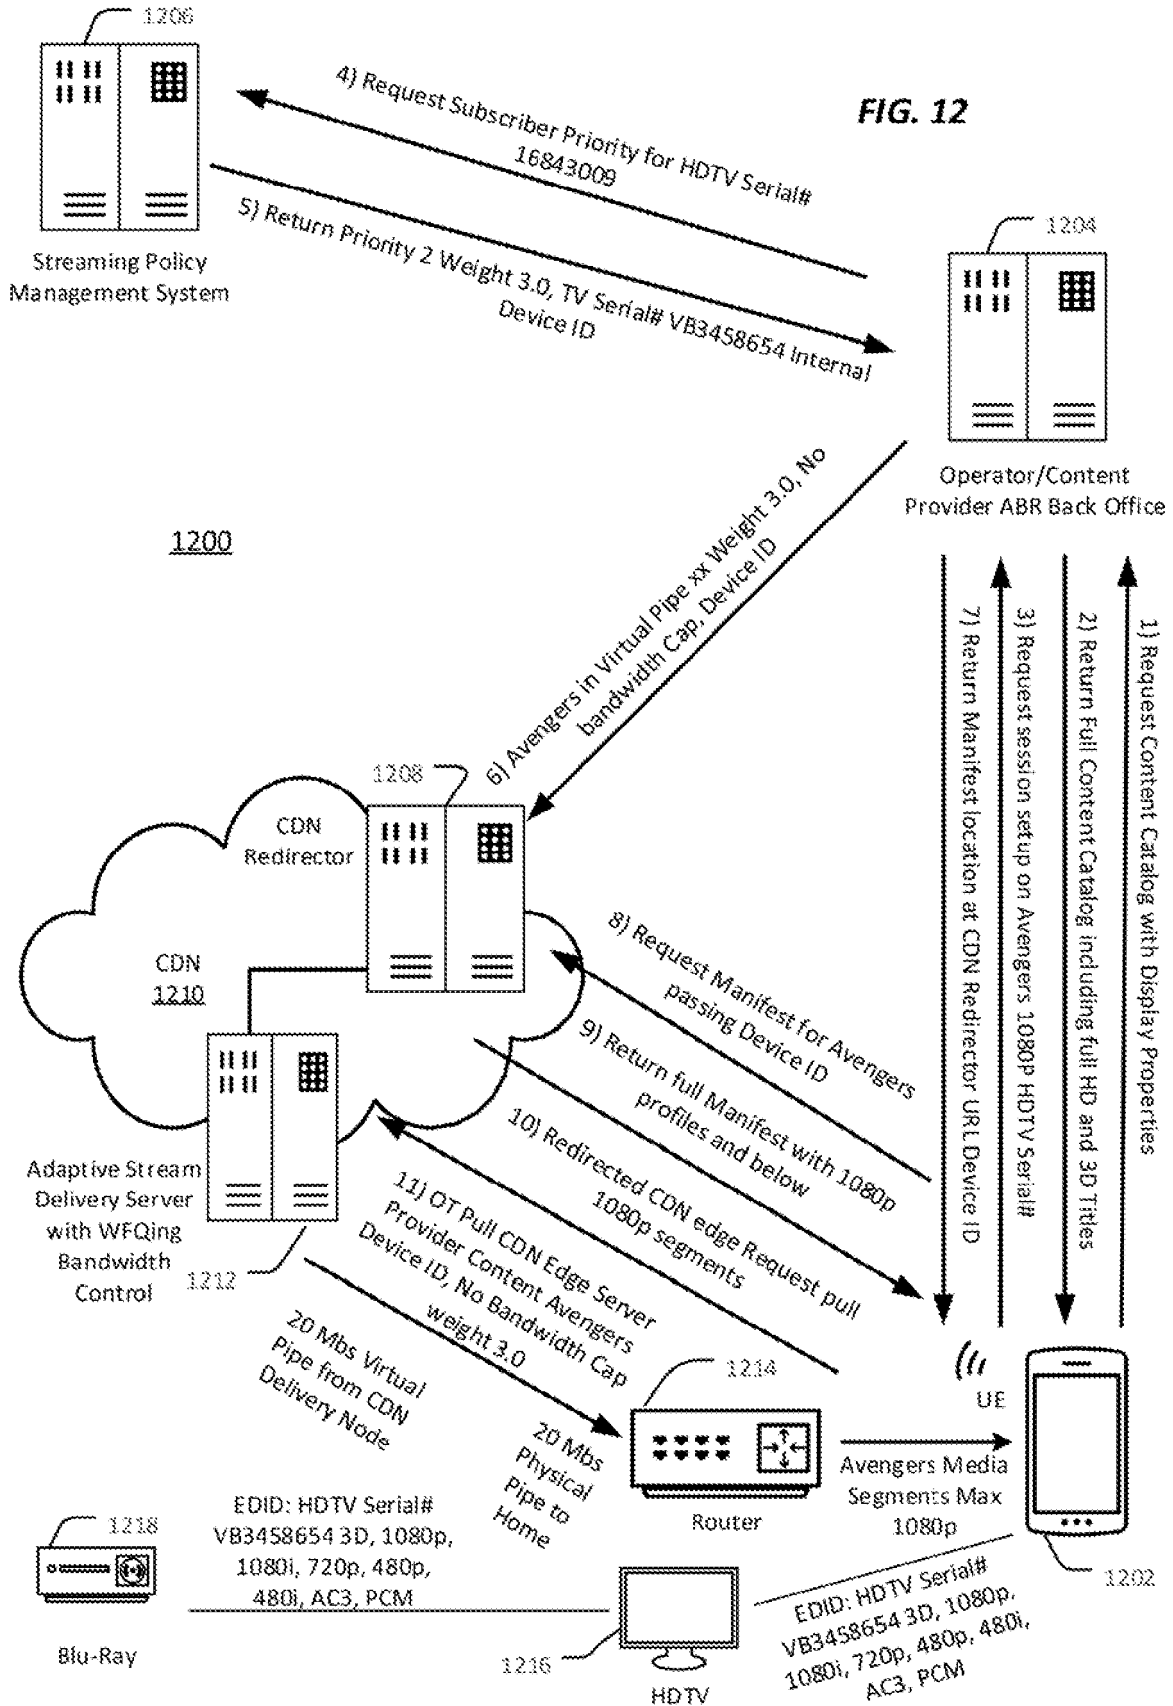 1206
FIG. 12
4) Request Subscriber Priority for HDTV Serial#
16843009
5) Return Priority 2 Weight 3.0, TV Serial# VB3458654 Internal
Device ID
Streaming Policy
Management System
1204
Operator/Content
Provider ABR Back Office
1200
6) Avengers in Virtual Pipe xx Weight 3.0, No
bandwidth Cap, Device ID
7) Return Manifest location at CDN Redirector URL Device ID
3) Request session setup on Avengers 1080P HDTV Serial#
2) Return Full Content Catalog including full HD and 3D Titles
1) Request Content Catalog with Display Properties
1208
CDN
Redirector
CDN
1210
8) Request Manifest for Avengers
passing Device ID
9) Return full Manifest with 1080p
profiles and below
10) Redirected CDN edge Request pull
1080p segments
11) OT Pull CDN Edge Server
Provider Content Avengers
Device ID, No Bandwidth Cap
weight 3.0
Adaptive Stream
Delivery Server
with WFQing
Bandwidth
Control
1212
20 Mbs Virtual
Pipe from CDN
Delivery Node
20 Mbs
Physical
Pipe to
Home
1214
Router
UE
Avengers Media
Segments Max
1080p
1202
1218
Blu-Ray
EDID: HDTV Serial#
VB3458654 3D, 1080p,
1080i, 720p, 480p,
480i, AC3, PCM
1216
HDTV
EDID: HDTV Serial#
VB3458654 3D, 1080p,
1080i, 720p, 480p, 480i,
AC3, PCM